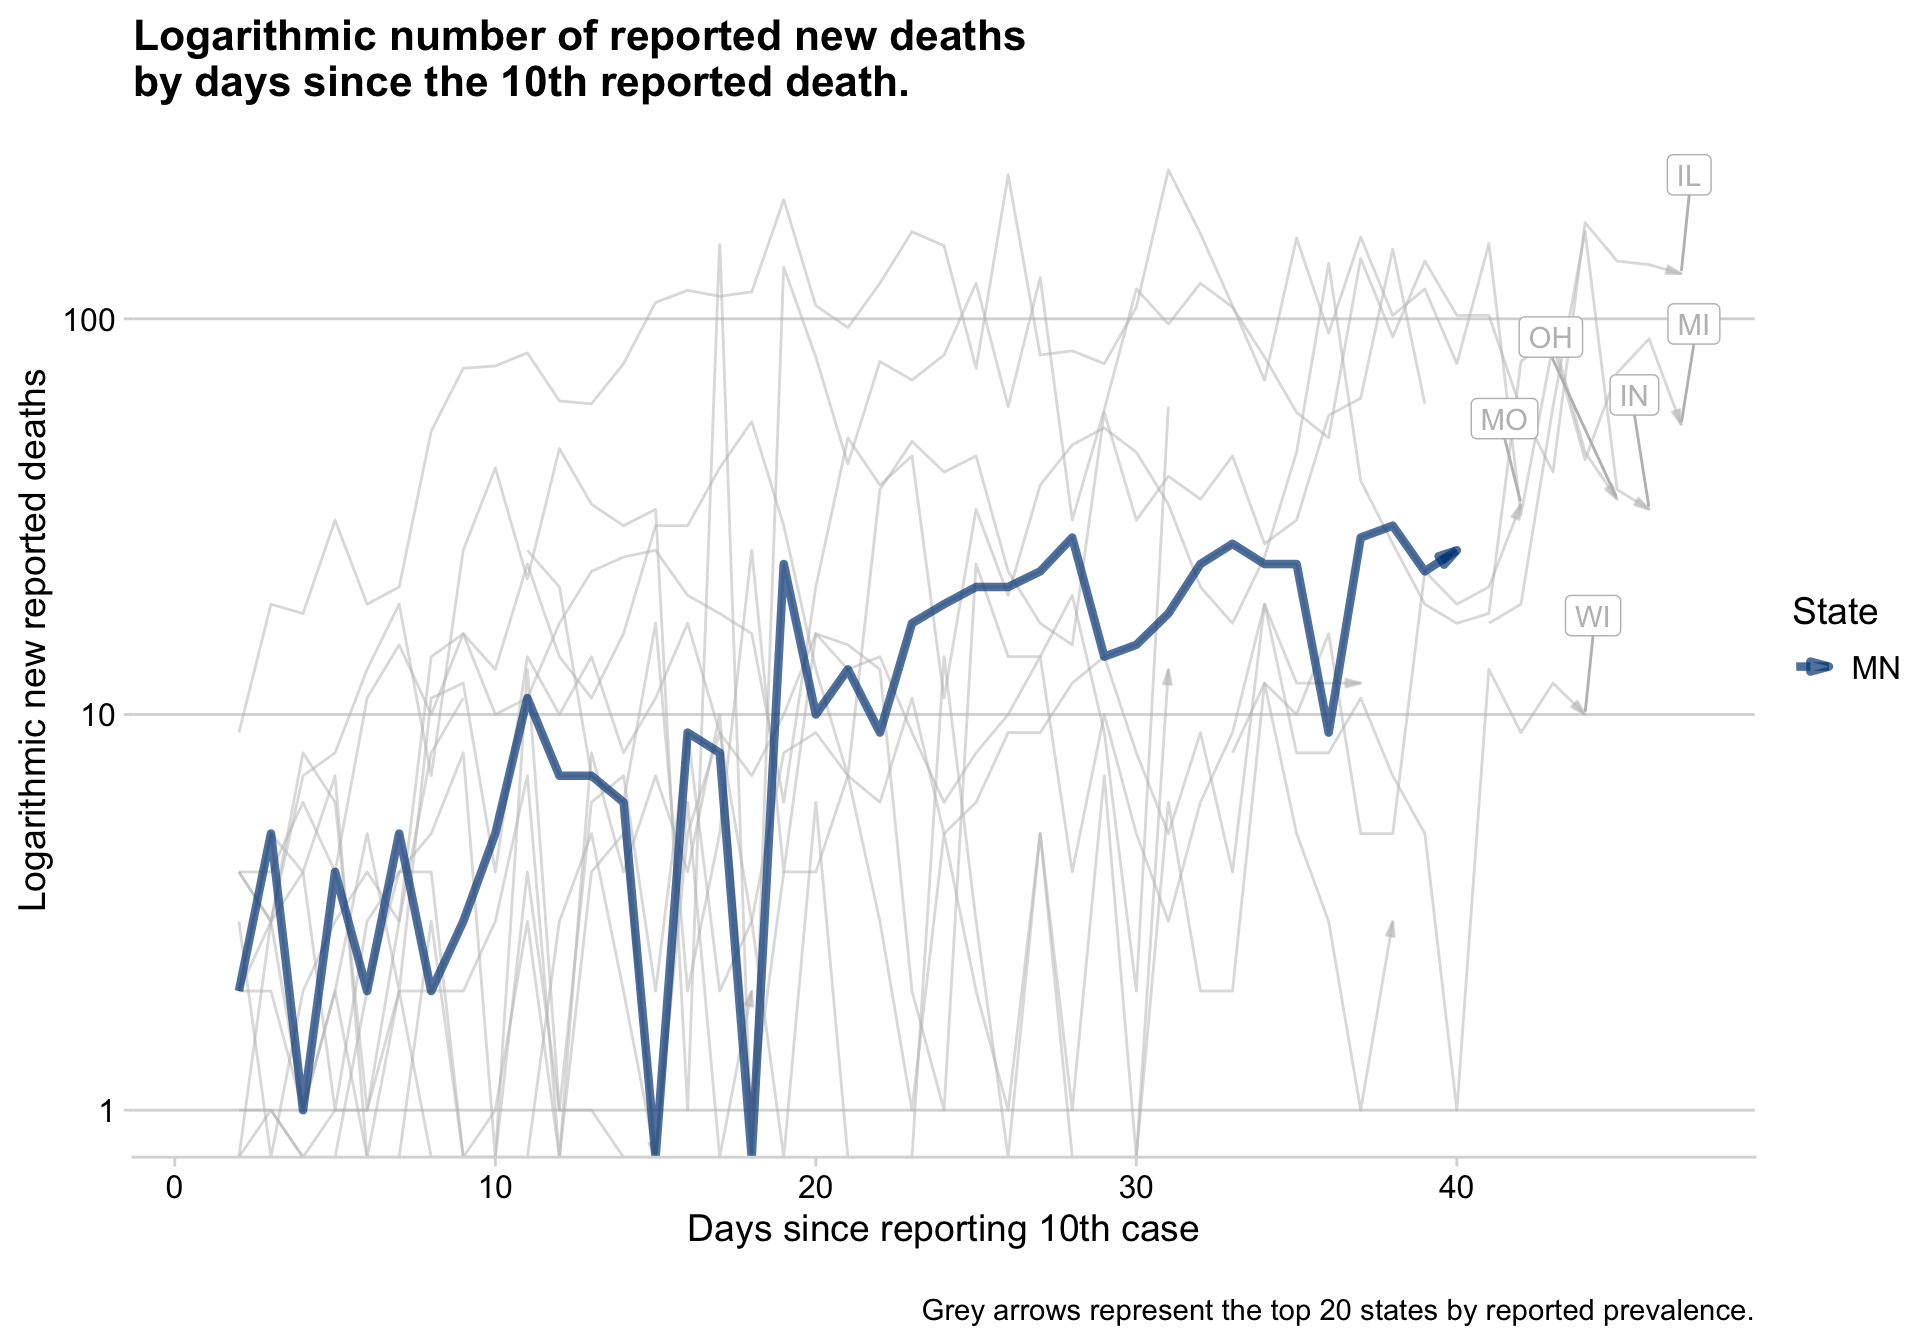 Logarithmic number of reported new deaths
by days since the 10th reported death.
IL
MI
100
OH
IN
MO
Logarithmic new reported deaths
State
WI
MN
10
1
0 10 20 30 40
Days since reporting 10th case
Grey arrows represent the top 20 states by reported prevalence.